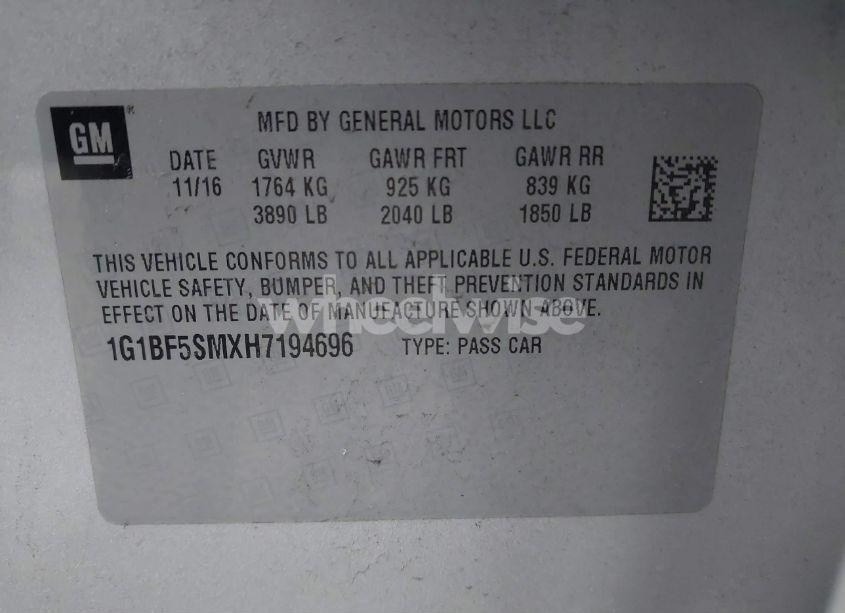 GM
MFD BY GENERAL MOTORS LLC
DATE GVWR GAWR FRT GAWR RR
11/16 1764 KG 925 KG 839 KG
3890 LB 2040 LB 1850 LB
THIS VEHICLE CONFORMS TO ALL APPLICABLE U.S. FEDERAL MOTOR
VEHICLE SAFETY, BUMPER, AND THEFT PREVENTION STANDARDS IN
EFFECT ON THE DATE OF MANUFACTURE SHOWN ABOVE.
wheelwise
1G1BF5SMXH7194696 TYPE: PASS CAR